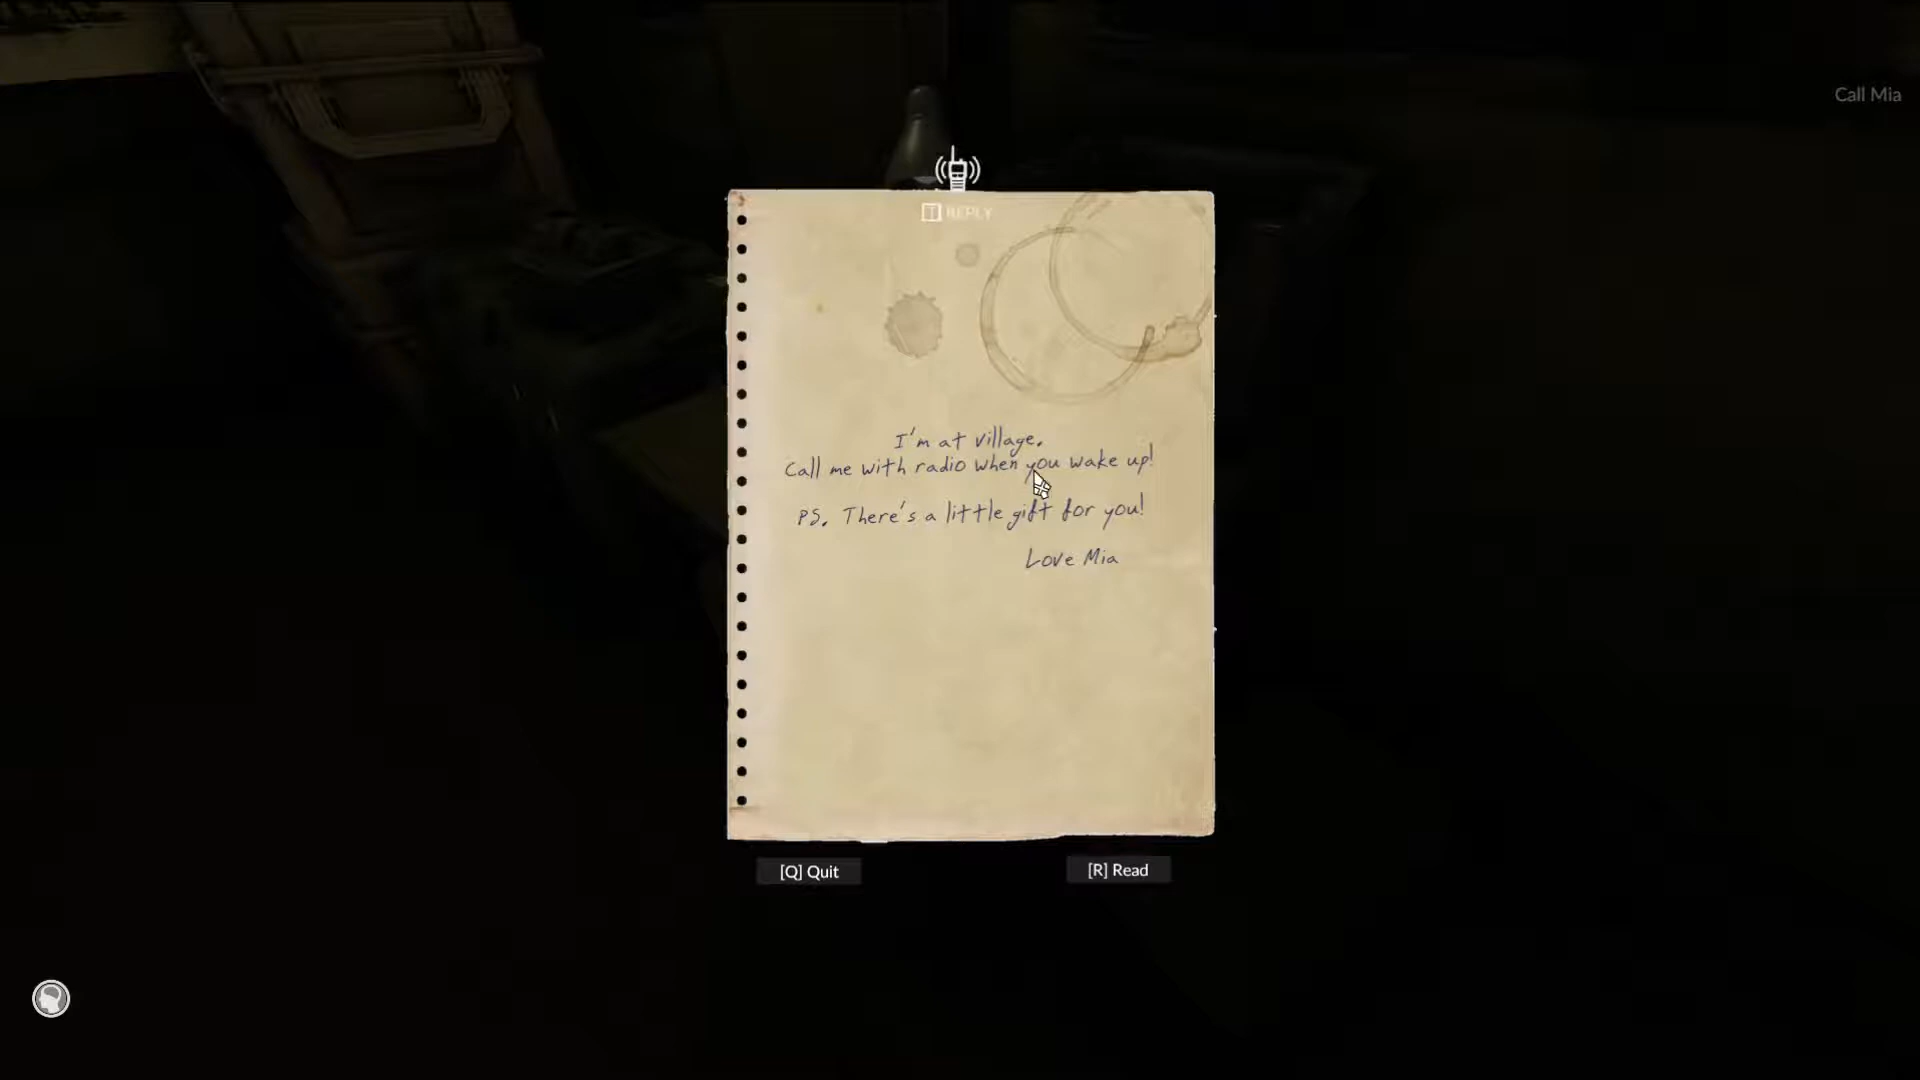 Call Mia
T REPLY
I'm at village.
Call me with radio when you wake up!
PS. There's a little gift for you!
Love Mia
[Q] Quit
[R] Read